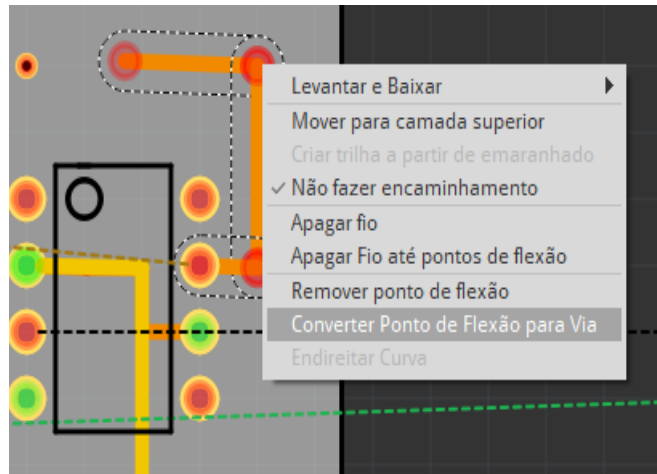 Levantar e Baixar
Mover para camada superior
Criar trilha a partir de emaranhado
Não fazer encaminhamento
Apagar fio
Apagar Fio até pontos de flexão
Remover ponto de flexão
Converter Ponto de Flexão para Via
Endireitar Curva